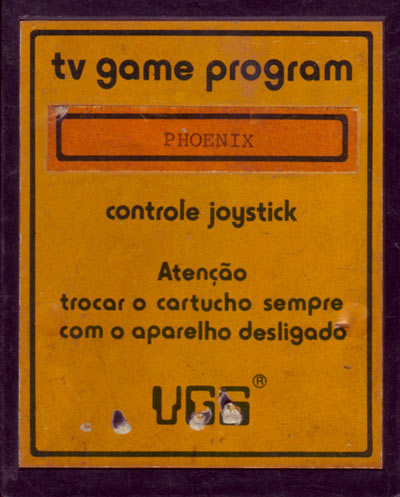 tv game program
PHOENIX
controle joystick
Atenção
trocar o cartucho sempre
com o aparelho desligado
VGS®